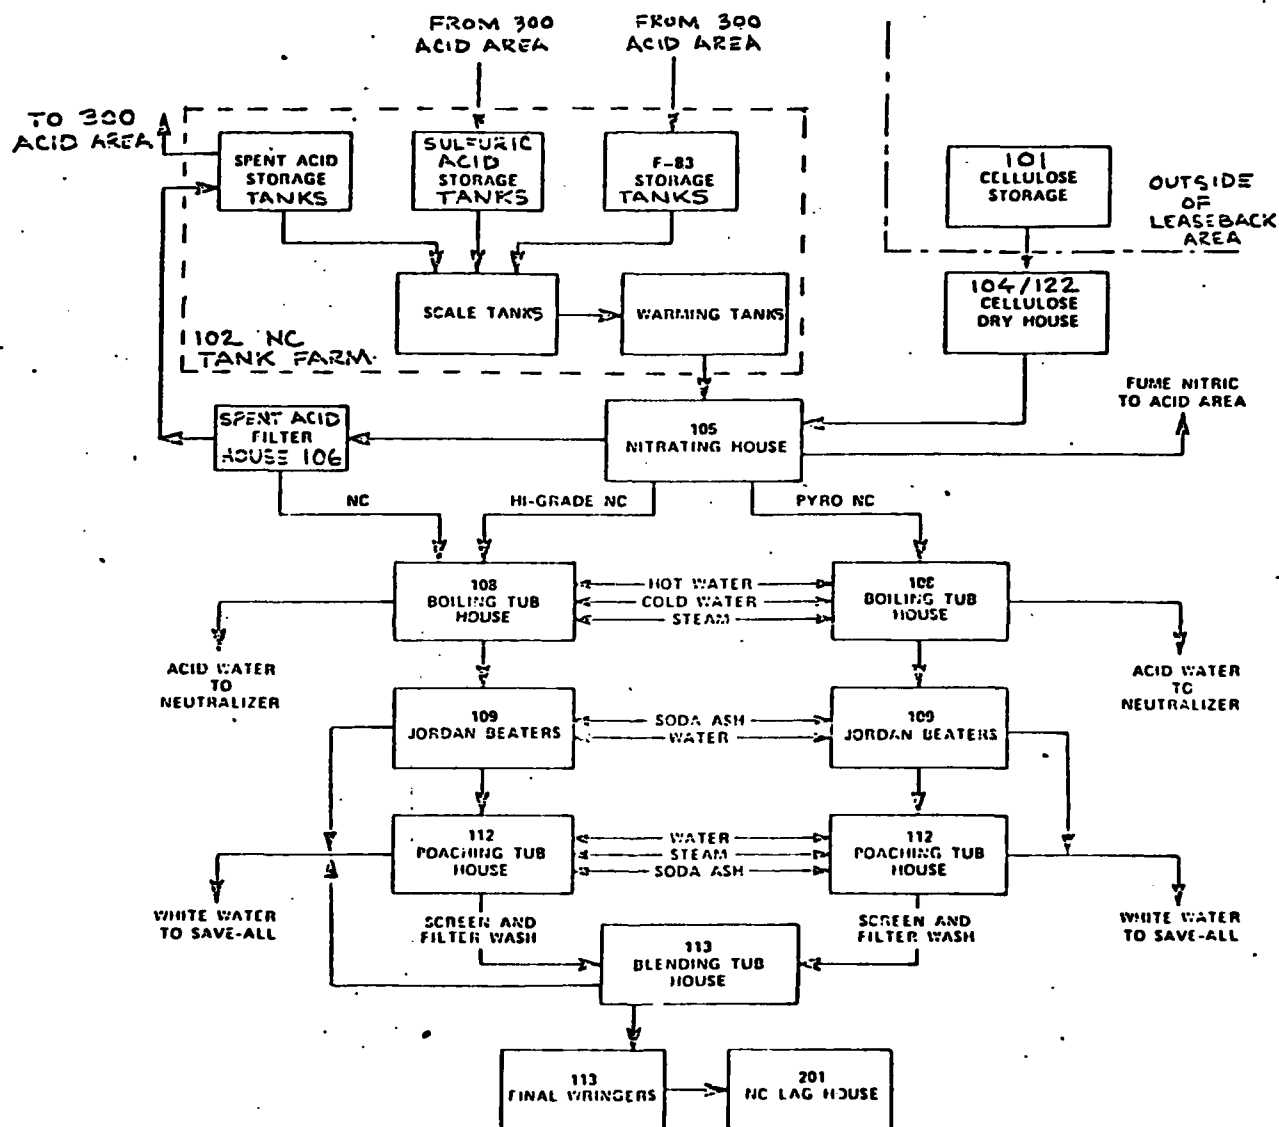 FROM 300
ACID AREA
FROM 300
ACID AREA
TO 300
ACID AREA
SPENT ACID
STORAGE
TANKS
SULFURIC
ACID
STORAGE
TANKS
F-83
STORAGE
TANKS
101
CELLULOSE
STORAGE
OUTSIDE
OF
LEASEBACK
AREA
SCALE TANKS
WARMING TANKS
104/122
CELLULOSE
DRY HOUSE
102 NC
TANK FARM
FUME NITRIC
TO ACID AREA
SPENT ACID
FILTER
HOUSE 106
105
NITRATING HOUSE
NC
HI-GRADE NC
PYRO NC
108
BOILING TUB
HOUSE
HOT WATER
COLD WATER
STEAM
108
BOILING TUB
HOUSE
ACID WATER
TO
NEUTRALIZER
ACID WATER
TO
NEUTRALIZER
109
JORDAN BEATERS
SODA ASH
WATER
109
JORDAN BEATERS
112
POACHING TUB
HOUSE
WATER
STEAM
SODA ASH
112
POACHING TUB
HOUSE
WHITE WATER
TO SAVE-ALL
SCREEN AND
FILTER WASH
SCREEN AND
FILTER WASH
WHITE WATER
TO SAVE-ALL
113
BLENDING TUB
HOUSE
113
FINAL WRINGERS
201
NC LAG HOUSE